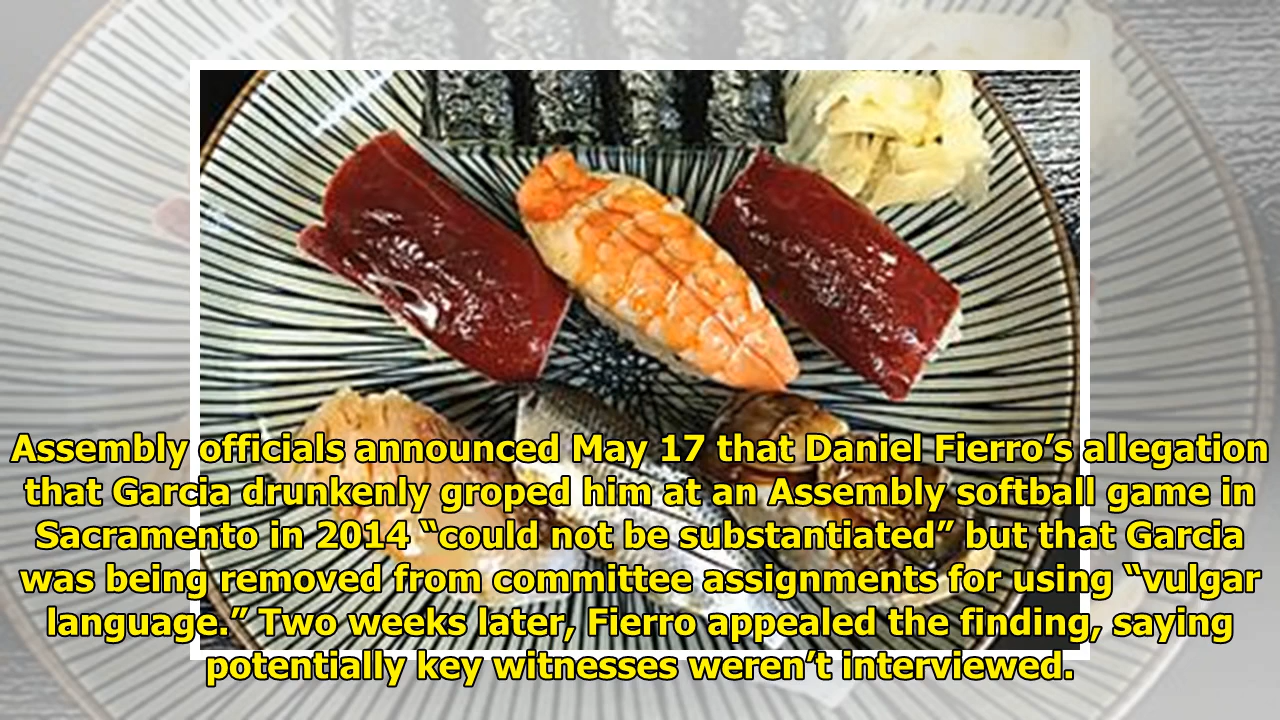 Assembly officials announced May 17 that Daniel Fierro’s allegation
that Garcia drunkenly groped him at an Assembly softball game in
Sacramento in 2014 “could not be substantiated” but that Garcia
was being removed from committee assignments for using “vulgar
language.” Two weeks later, Fierro appealed the finding, saying
potentially key witnesses weren’t interviewed.